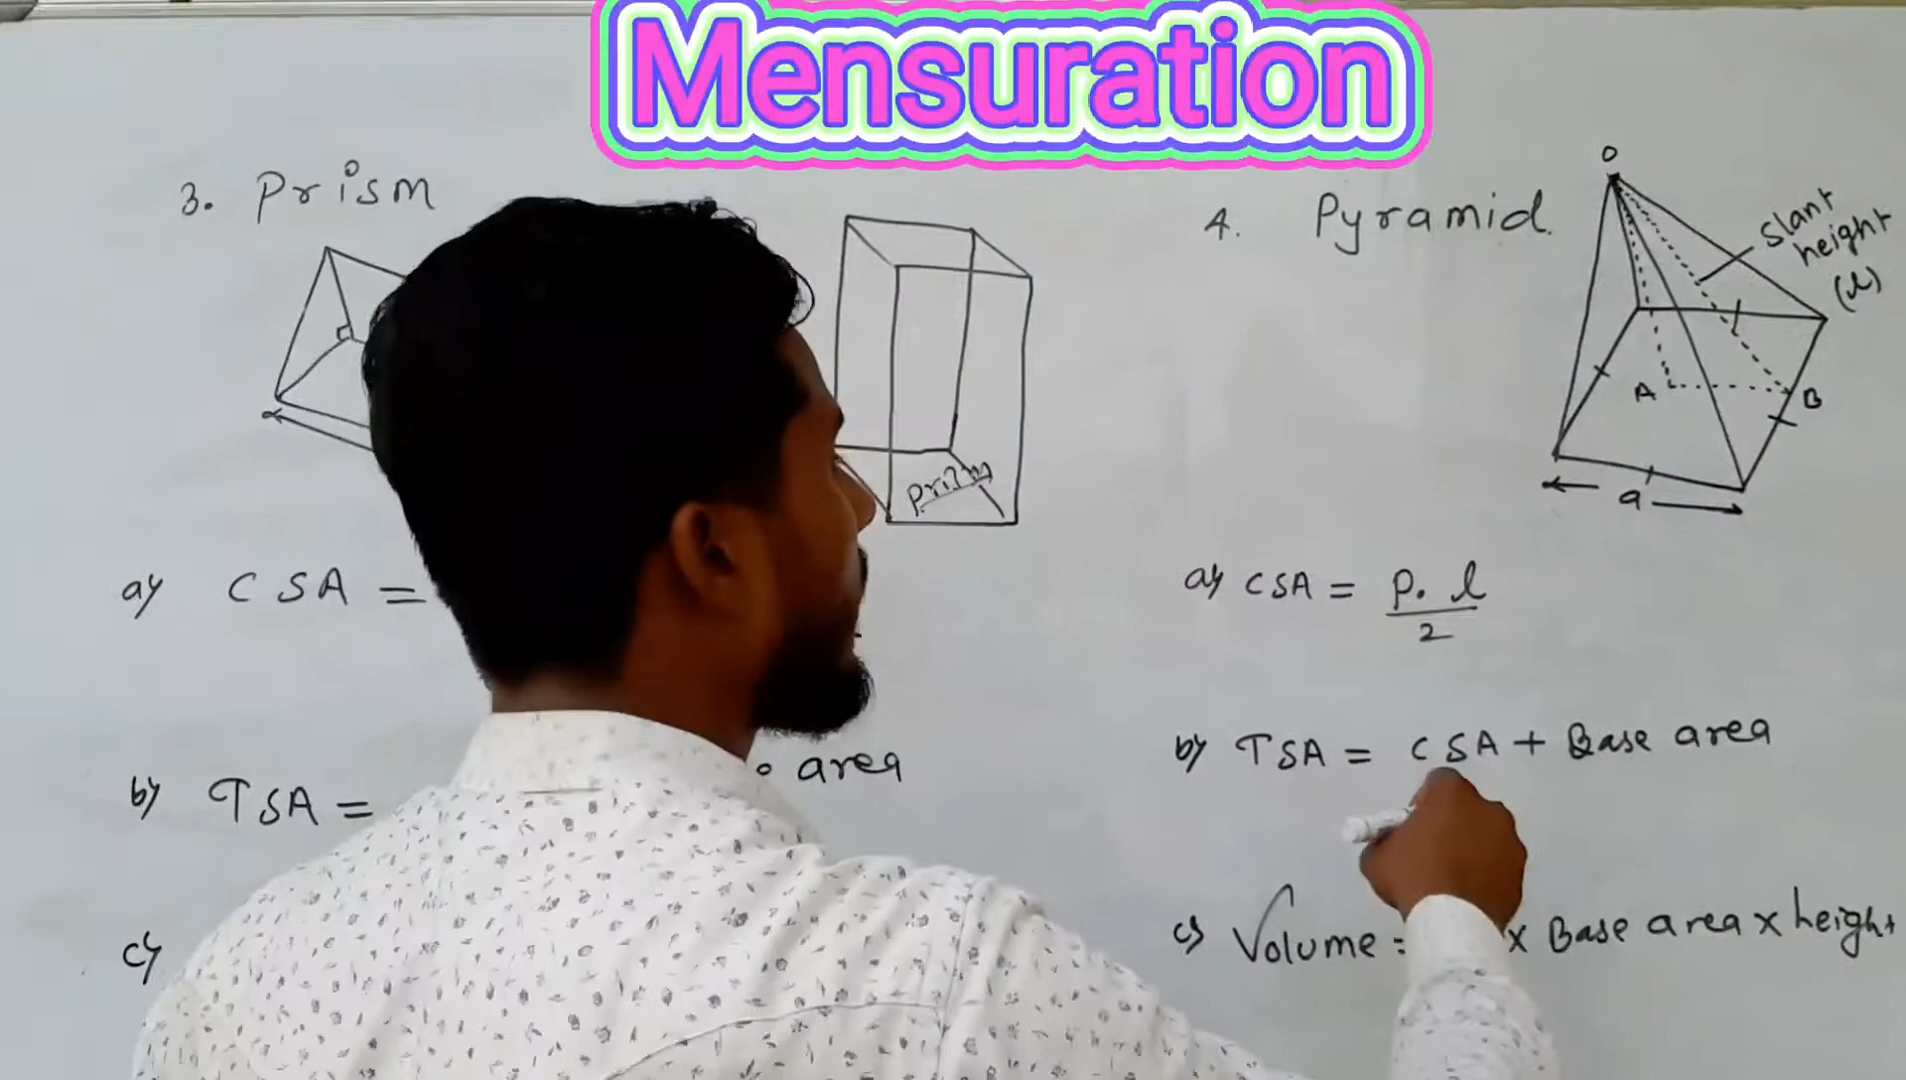 Mensuration
3. Prism
Prism
a) CSA =
b) TSA =
area
c)
4. Pyramid.
O
Slant
height
(l)
A
B
a
a) CSA = P. l
2
b) TSA = CSA + Base area
c) Volume = x Base area x height